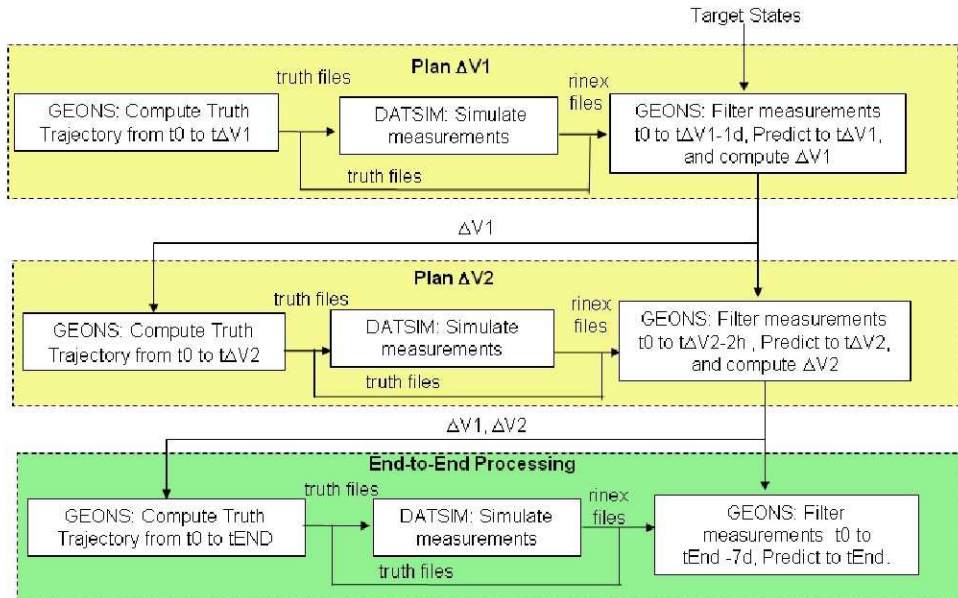 Target States
Plan ΔV1
truth files
rinex
files
GEONS: Compute Truth
Trajectory from t0 to tΔV1
DATSIM: Simulate
measurements
GEONS: Filter measurements
t0 to tΔV1-1d, Predict to tΔV1,
and compute ΔV1
truth files
ΔV1
Plan ΔV2
truth files
rinex
files
GEONS: Compute Truth
Trajectory from t0 to tΔV2
DATSIM: Simulate
measurements
GEONS: Filter measurements
t0 to tΔV2-2h , Predict to tΔV2,
and compute ΔV2
truth files
ΔV1, ΔV2
End-to-End Processing
truth files
rinex
files
GEONS: Compute Truth
Trajectory from t0 to tEND
DATSIM: Simulate
measurements
GEONS: Filter
measurements t0 to
tEnd -7d, Predict to tEnd.
truth files